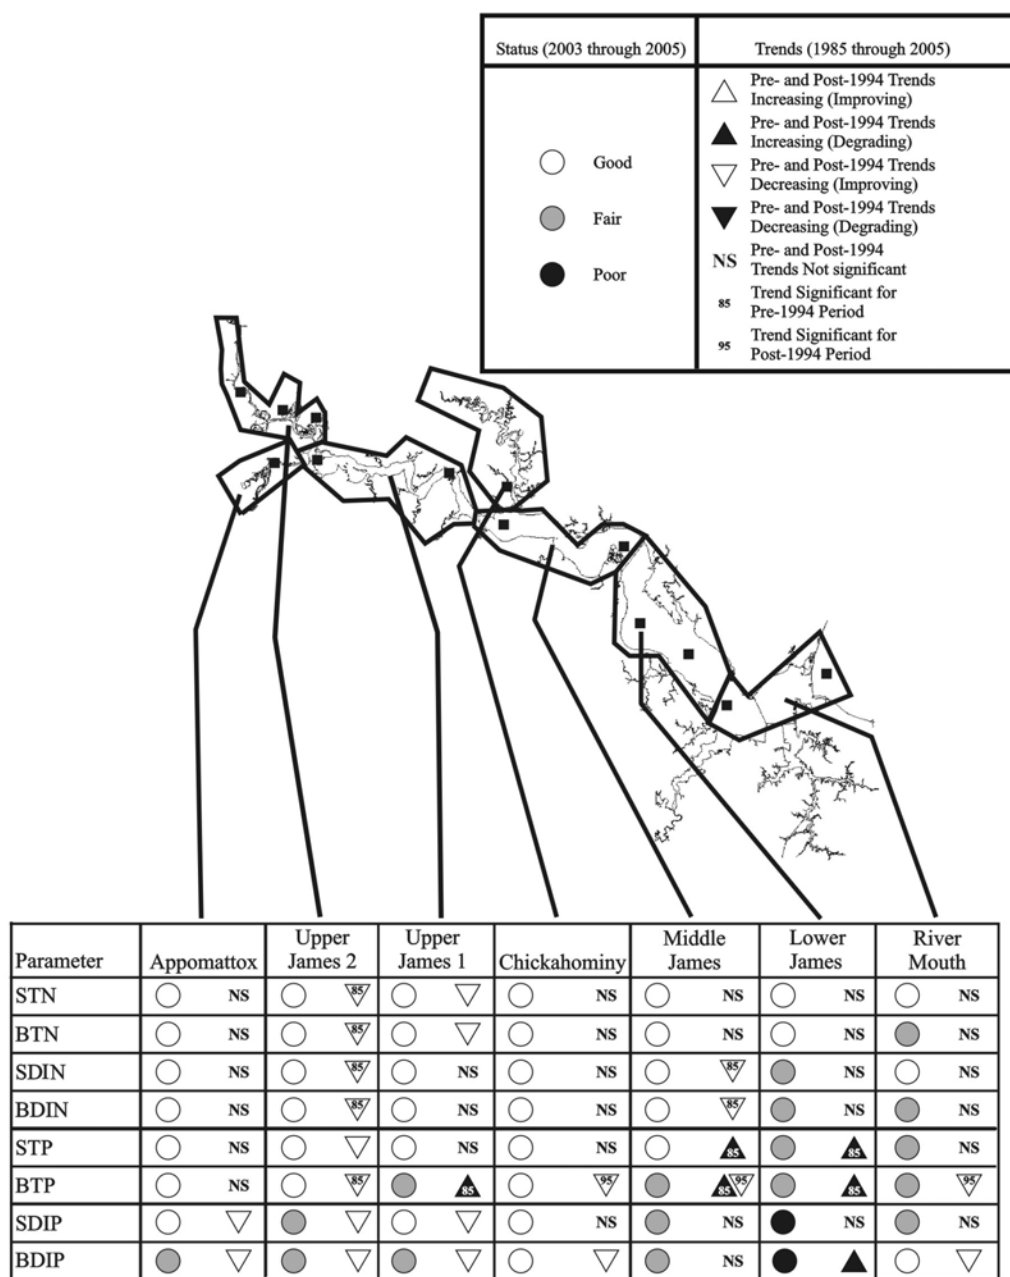 Status (2003 through 2005)
Trends (1985 through 2005)
Good
Fair
Poor
Pre- and Post-1994 Trends
Increasing (Improving)
Pre- and Post-1994 Trends
Increasing (Degrading)
Pre- and Post-1994 Trends
Decreasing (Improving)
Pre- and Post-1994 Trends
Decreasing (Degrading)
NS Pre- and Post-1994
Trends Not significant
85 Trend Significant for
Pre-1994 Period
95 Trend Significant for
Post-1994 Period
Parameter Appomattox Upper James 2 Upper James 1 Chickahominy Middle James Lower James River Mouth
STN NS 85 NS NS NS NS
BTN NS 85 NS NS NS NS
SDIN NS 85 NS NS 85 NS NS
BDIN NS 85 NS NS 85 NS NS
STP NS NS NS 85 85 NS
BTP NS 85 85 95 85 95 85 95
SDIP NS NS NS NS
BDIP NS